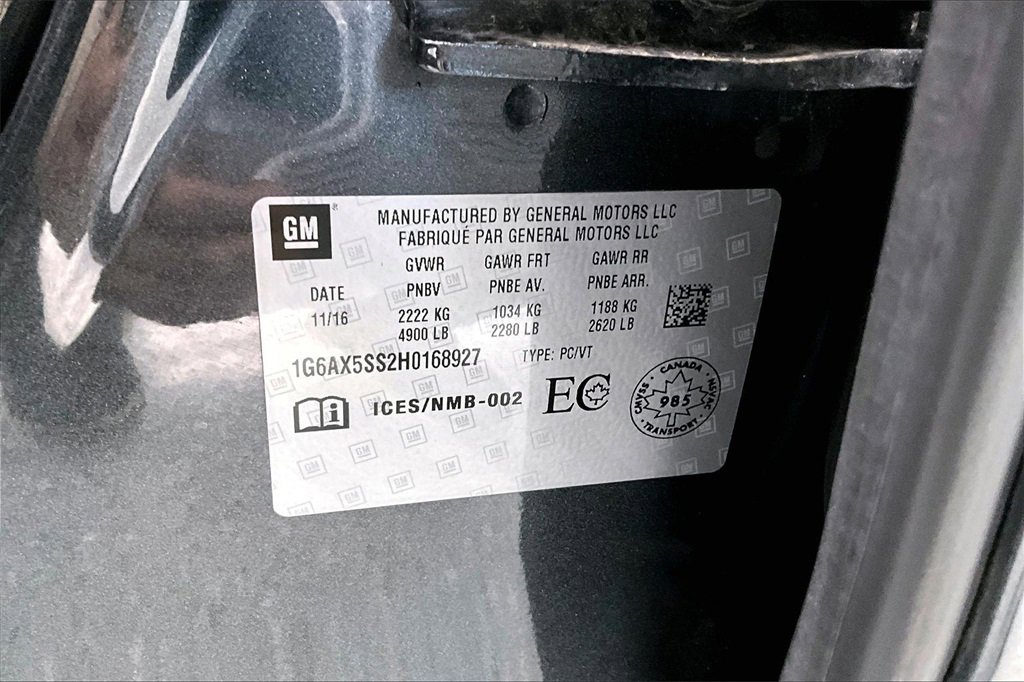 GM
MANUFACTURED BY GENERAL MOTORS LLC
FABRIQUÉ PAR GENERAL MOTORS LLC
GVWR GAWR FRT GAWR RR
DATE PNBV PNBE AV. PNBE ARR.
11/16 2222 KG 1034 KG 1188 KG
4900 LB 2280 LB 2620 LB
1G6AX5SS2H0168927 TYPE: PC/VT
i ICES/NMB-002 EC
CANADA
CMVSS 985 NSVAC
TRANSPORT